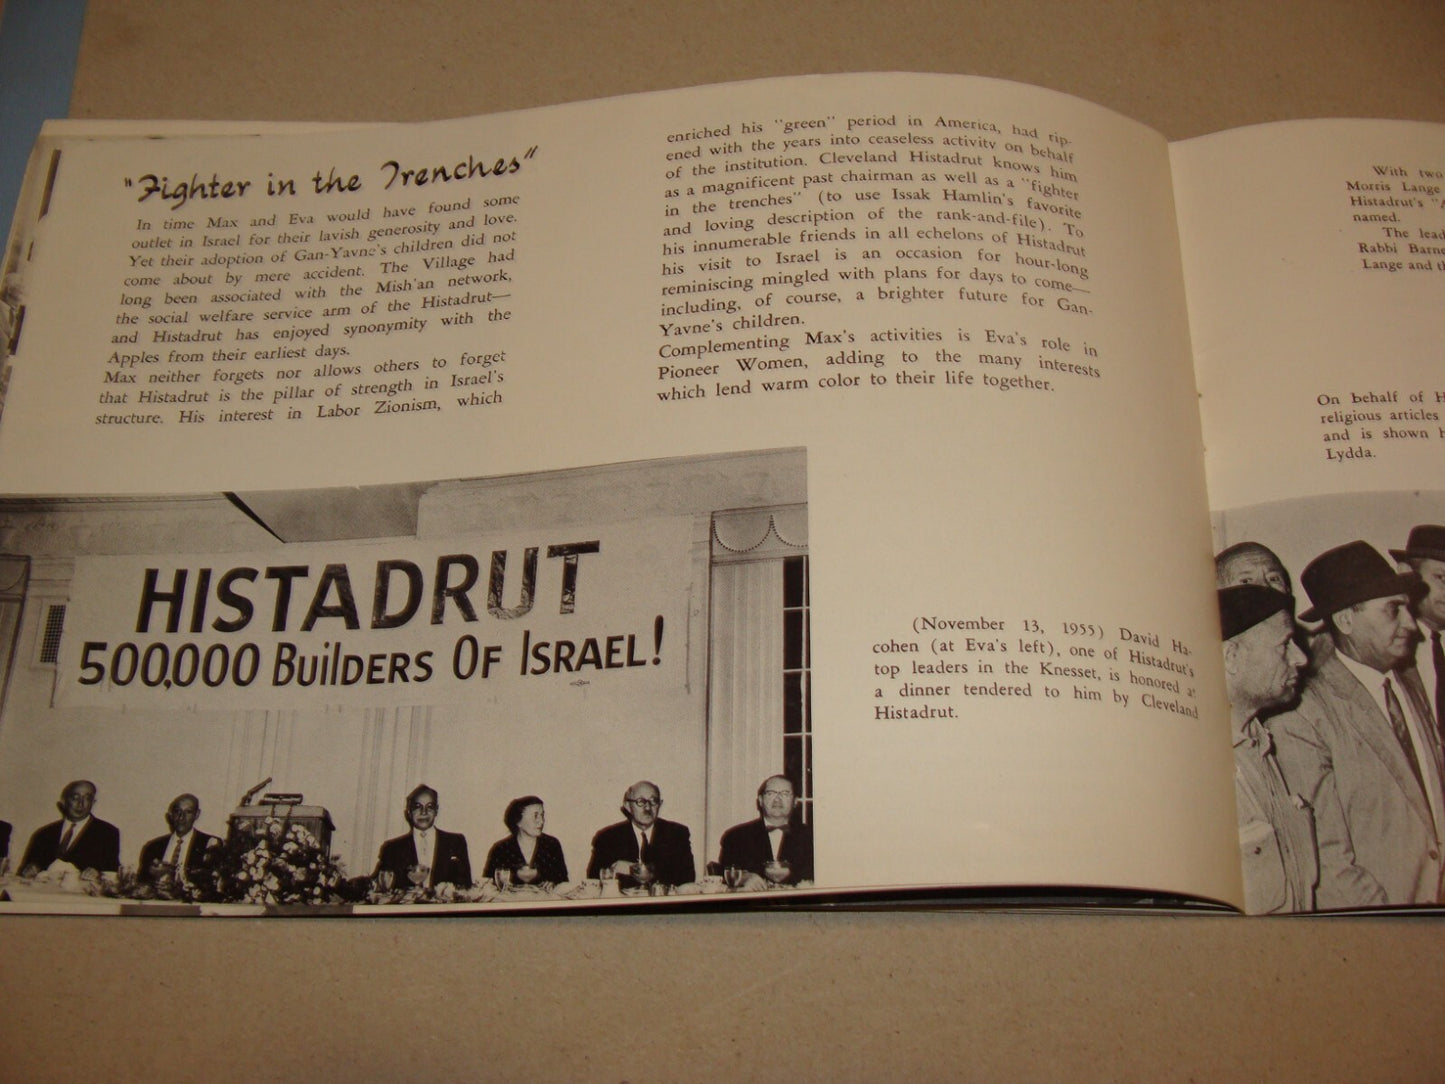 "Fighter in the Trenches"
In time Max and Eva would have found some
outlet in Israel for their lavish generosity and love.
Yet their adoption of Gan-Yavne's children did not
come about by mere accident. The Village had
long been associated with the Mish'an network,
the social welfare service arm of the Histadrut—
and Histadrut has enjoyed synonymity with the
Apples from their earliest days.
Max neither forgets nor allows others to forget
that Histadrut is the pillar of strength in Israel's
structure. His interest in Labor Zionism, which
enriched his "green" period in America, had rip-
ened with the years into ceaseless activity on behalf
of the institution. Cleveland Histadrut knows him
as a magnificent past chairman as well as a "fighter
in the trenches" (to use Issak Hamlin's favorite
and loving description of the rank-and-file). To
his innumerable friends in all echelons of Histadrut
his visit to Israel is an occasion for hour-long
reminiscing mingled with plans for days to come—
including, of course, a brighter future for Gan-
Yavne's children.
Complementing Max's activities is Eva's role in
Pioneer Women, adding to the many interests
which lend warm color to their life together.
HISTADRUT
500,000 BUILDERS OF ISRAEL!
(November 13, 1955) David Ha-
cohen (at Eva's left), one of Histadrut's
top leaders in the Knesset, is honored at
a dinner tendered to him by Cleveland
Histadrut.
With two
Morris Lange
Histadrut's
named.
The
Rabbi
Lange and
On behalf of
religious articles
and is shown
Lydda.